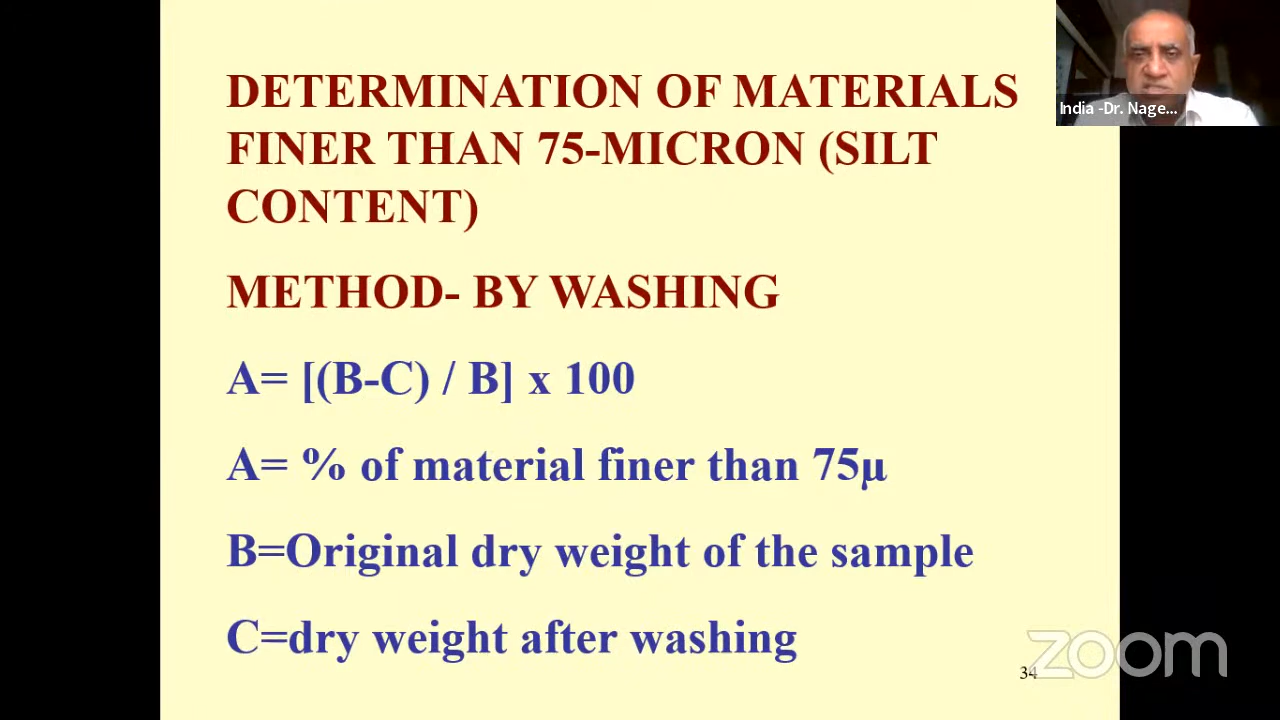 DETERMINATION OF MATERIALS
FINER THAN 75-MICRON (SILT
CONTENT)
METHOD- BY WASHING
A= [(B-C) / B] x 100
A= % of material finer than 75µ
B=Original dry weight of the sample
C=dry weight after washing
34
zoom
India -Dr. Nage...